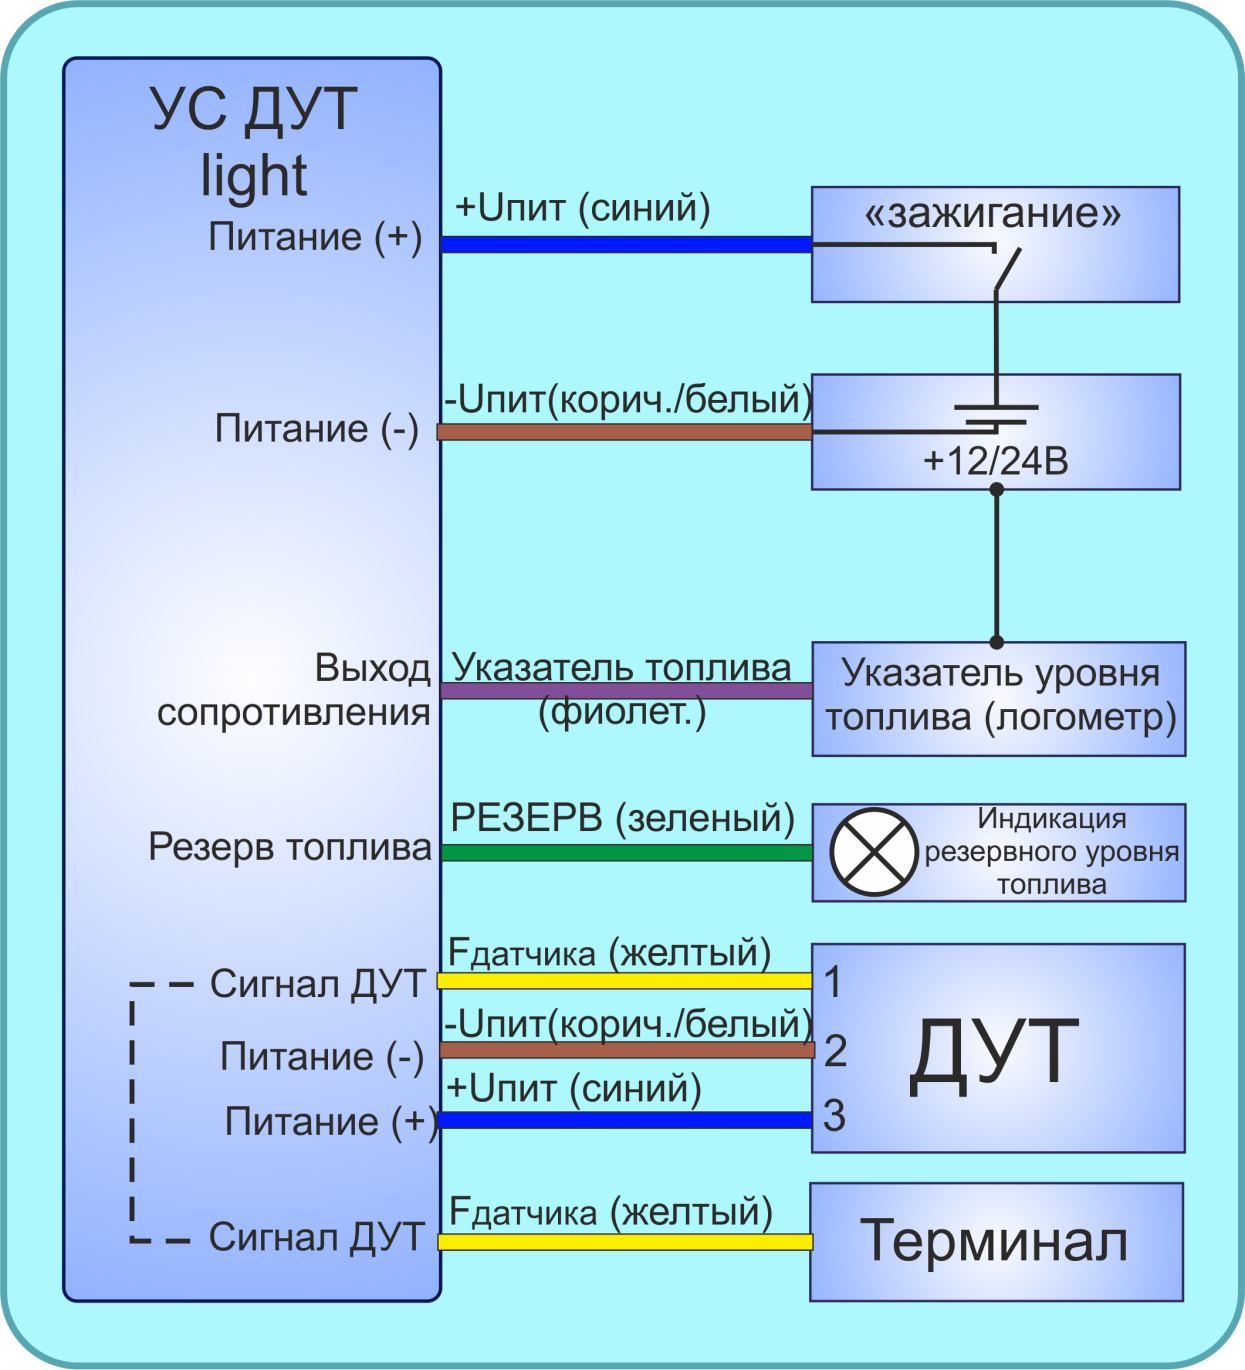 УС ДУТ
light
Питание (+)
+Uпит (синий)
«зажигание»
Питание (-)
-Uпит(корич./белый)
+12/24В
Выход
сопротивления
Указатель топлива
(фиолет.)
Указатель уровня
топлива (логометр)
Резерв топлива
РЕЗЕРВ (зеленый)
Индикация
резервного уровня
топлива
Сигнал ДУТ
Fдатчика (желтый)
1
Питание (-)
-Uпит(корич./белый)
2
Питание (+)
+Uпит (синий)
3
ДУТ
Сигнал ДУТ
Fдатчика (желтый)
Терминал